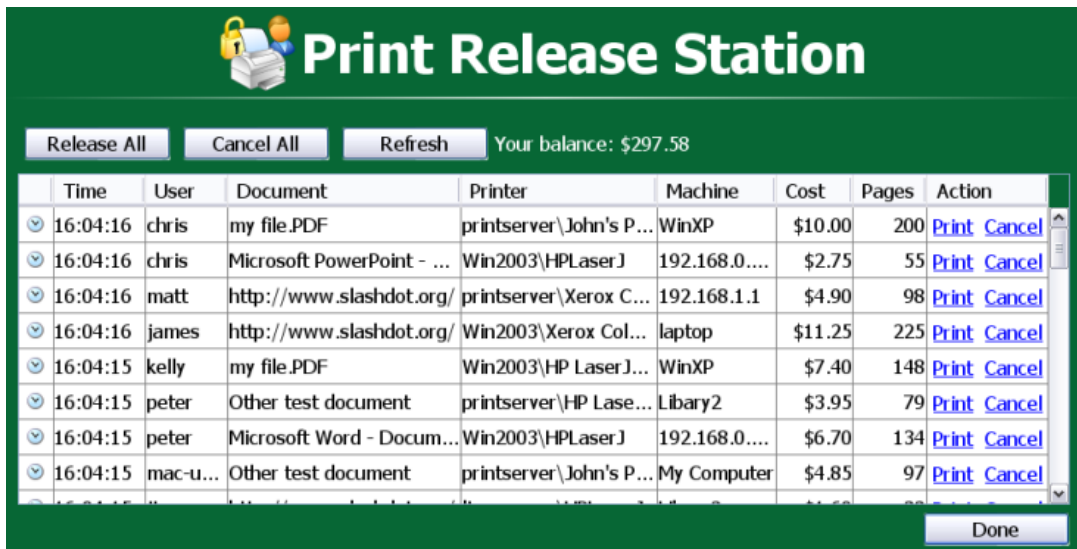 Print Release Station
Release All Cancel All Refresh Your balance: $297.58
Time User Document Printer Machine Cost Pages Action
16:04:16 chris my file.PDF printserver\John's P... WinXP $10.00 200 Print Cancel
16:04:16 chris Microsoft PowerPoint - ... Win2003\HPLaserJ 192.168.0.... $2.75 55 Print Cancel
16:04:16 matt http://www.slashdot.org/ printserver\Xerox C... 192.168.1.1 $4.90 98 Print Cancel
16:04:16 james http://www.slashdot.org/ Win2003\Xerox Col... laptop $11.25 225 Print Cancel
16:04:15 kelly my file.PDF Win2003\HP LaserJ... WinXP $7.40 148 Print Cancel
16:04:15 peter Other test document printserver\HP Lase... Libary2 $3.95 79 Print Cancel
16:04:15 peter Microsoft Word - Docum... Win2003\HPLaserJ 192.168.0.... $6.70 134 Print Cancel
16:04:15 mac-u... Other test document printserver\John's P... My Computer $4.85 97 Print Cancel
Done